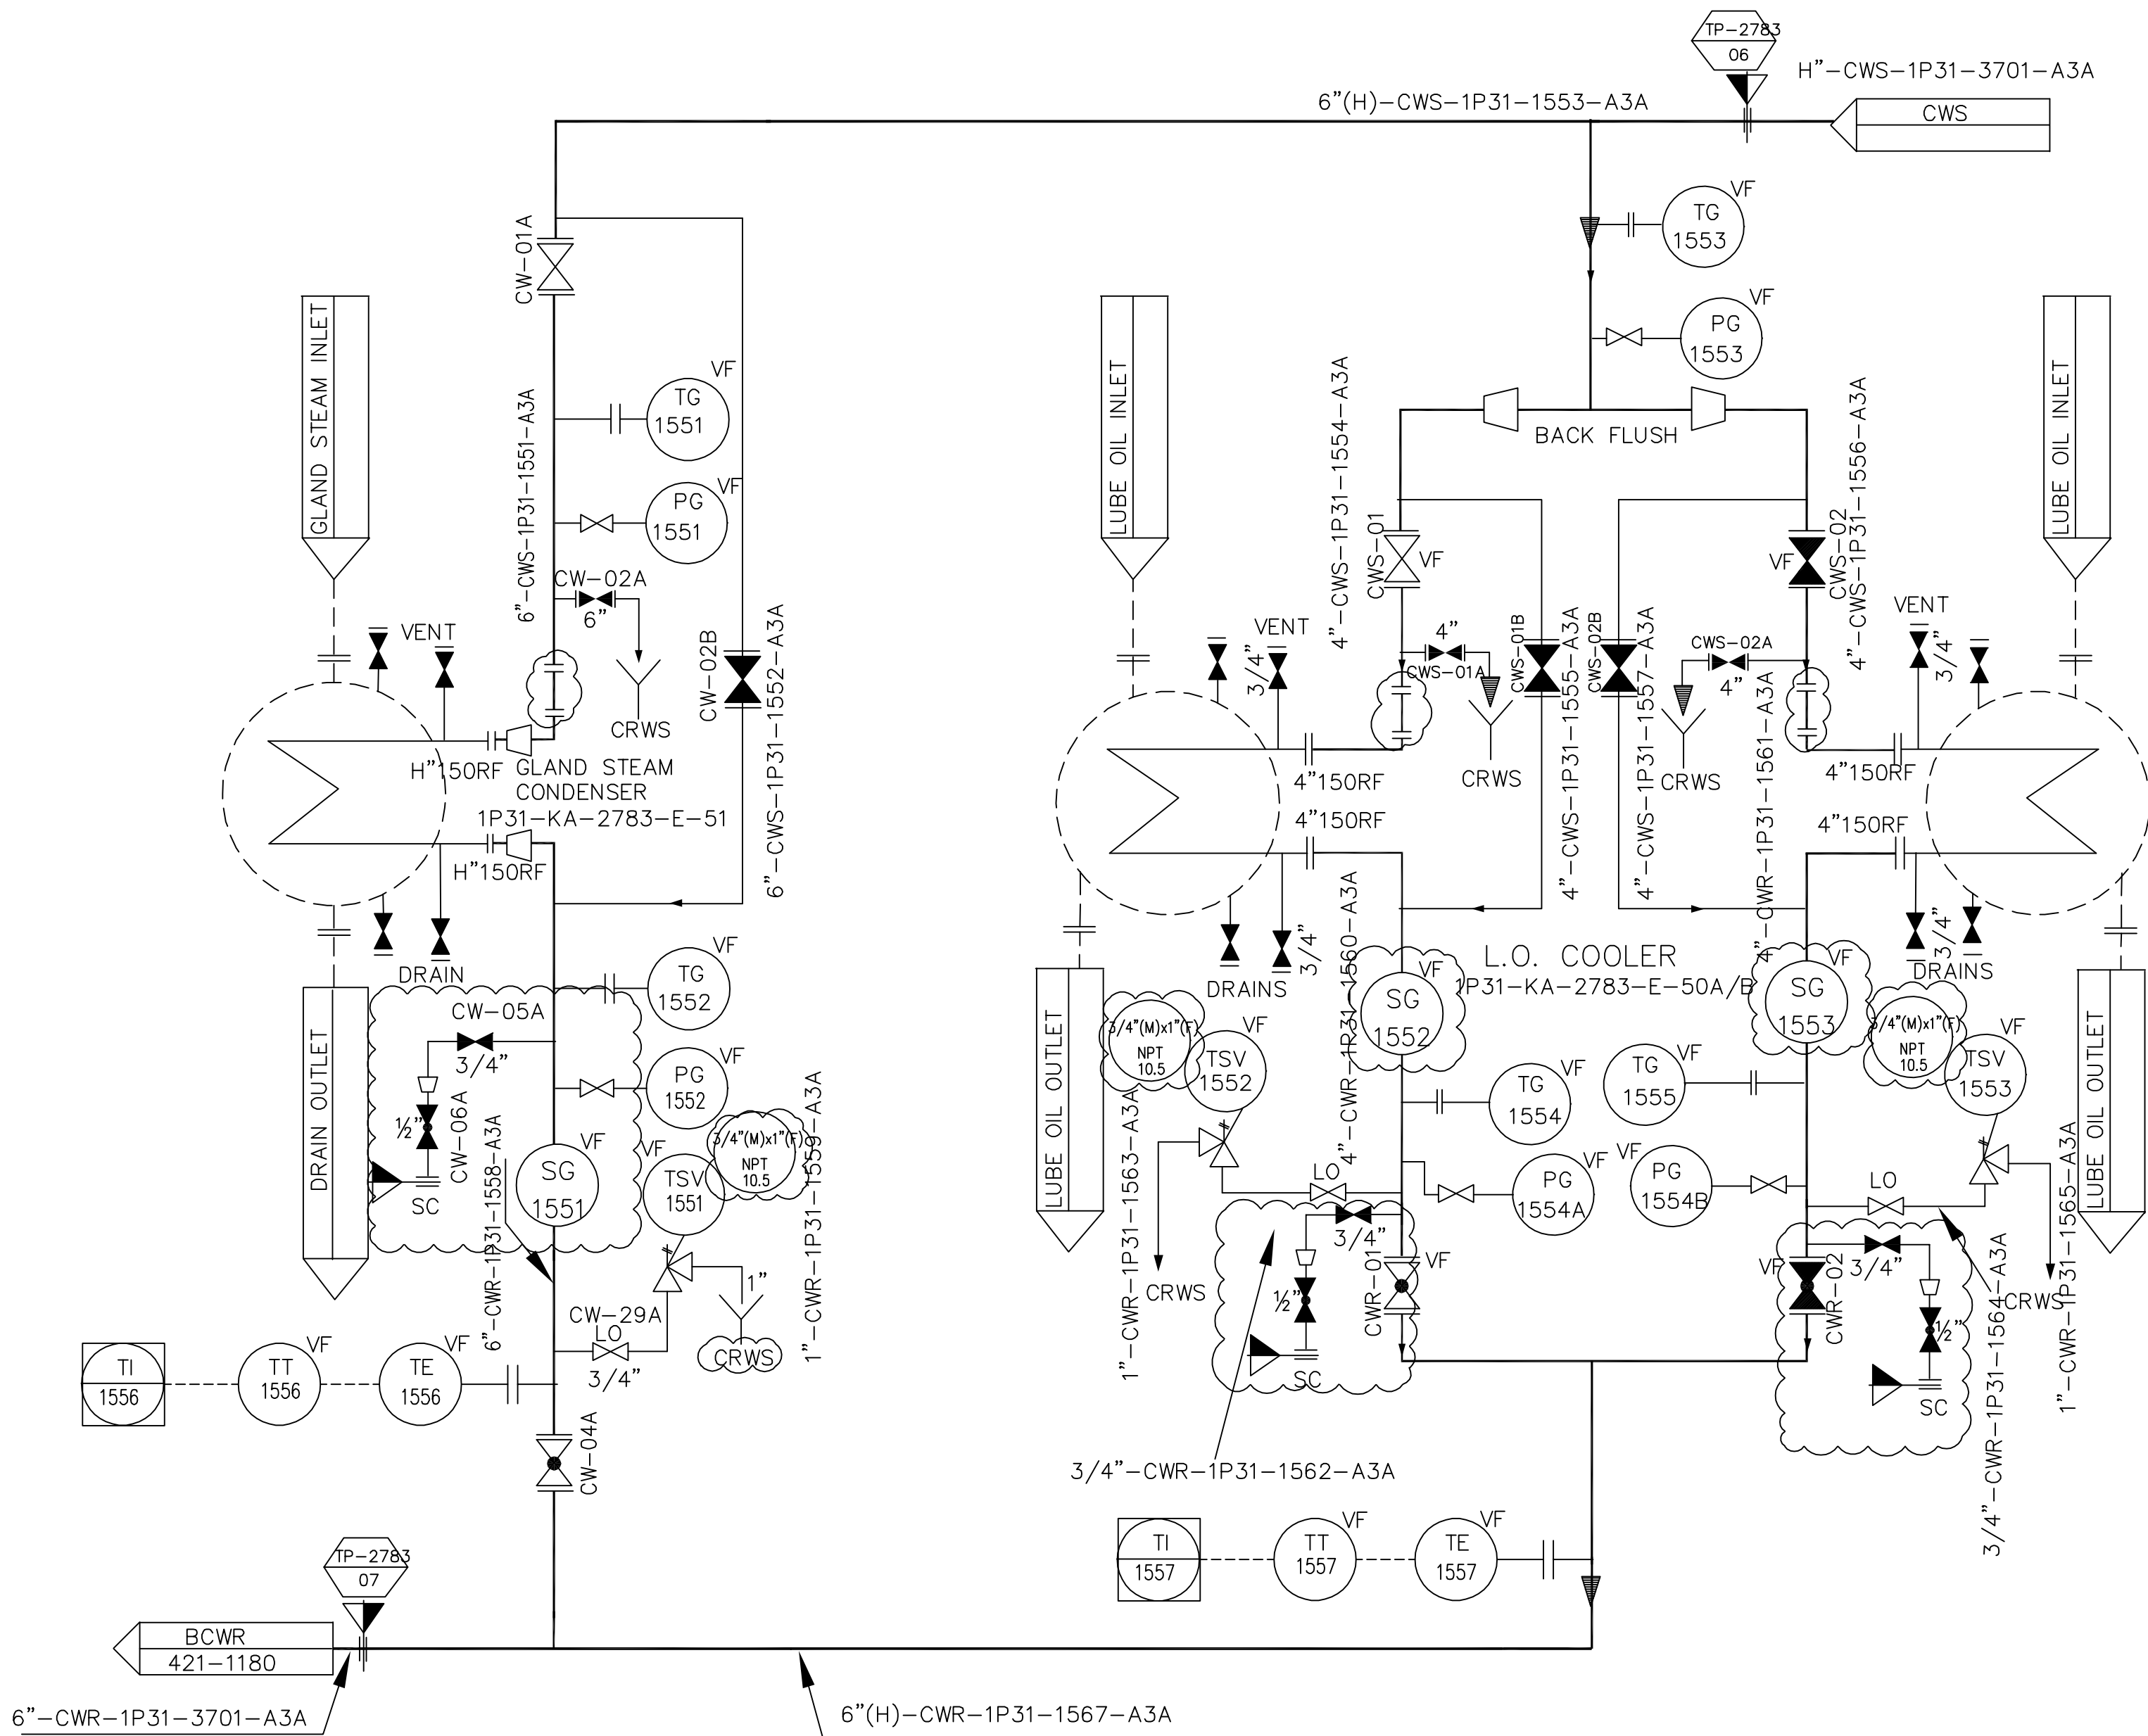 TP-2783
06
H"-CWS-1P31-3701-A3A
6"(H)-CWS-1P31-1553-A3A
CWS
VF
TG
1553
VF
PG
1553
CW-01A
GLAND STEAM INLET
LUBE OIL INLET
LUBE OIL INLET
VF
TG
1551
VF
PG
1551
6"-CWS-1P31-1551-A3A
CW-02A
6"
CRWS
CW-02B
6"-CWS-1P31-1552-A3A
VENT
H"150RF
GLAND STEAM
CONDENSER
1P31-KA-2783-E-51
H"150RF
BACK FLUSH
4"-CWS-1P31-1554-A3A
4"-CWS-1P31-1556-A3A
CWS-01
VF
VF
CWS-02
4"
CWS-01A
CWS-01B
4"-CWS-1P31-1555-A3A
CWS-02B
4"-CWS-1P31-1557-A3A
CWS-02A
4"
CRWS
CRWS
VENT
3/4"
VENT
3/4"
4"150RF
4"150RF
4"150RF
4"150RF
4"-CWR-1P31-1560-A3A
4"-CWR-1P31-1561-A3A
L.O. COOLER
1P31-KA-2783-E-50A/B
3/4"
DRAINS
3/4"
DRAINS
DRAIN
DRAIN OUTLET
LUBE OIL OUTLET
LUBE OIL OUTLET
VF
TG
1552
CW-05A
3/4"
VF
PG
1552
CW-06A
½"
SC
VF
SG
1551
6"-CWR-1P31-1558-A3A
VF
TSV
1551
3/4"(M)x1"(F)
NPT
10.5
1"-CWR-1P31-1559-A3A
1"
CRWS
CW-29A
LO
3/4"
TI
1556
VF
TT
1556
VF
TE
1556
CW-04A
TP-2783
07
BCWR
421-1180
6"-CWR-1P31-3701-A3A
6"(H)-CWR-1P31-1567-A3A
3/4"(M)x1"(F)
NPT
10.5
VF
TSV
1552
VF
SG
1552
VF
SG
1553
3/4"(M)x1"(F)
NPT
10.5
VF
TSV
1553
VF
TG
1554
VF
TG
1555
VF
PG
1554A
VF
PG
1554B
4"-CWR-1P31-1560-A3A
1"-CWR-1P31-1563-A3A
CRWS
LO
3/4"
½"
SC
CWR-01
VF
LO
VF
CWR-02
3/4"
½"
SC
CRWS
1"-CWR-1P31-1565-A3A
3/4"-CWR-1P31-1564-A3A
3/4"-CWR-1P31-1562-A3A
TI
1557
VF
TT
1557
VF
TE
1557